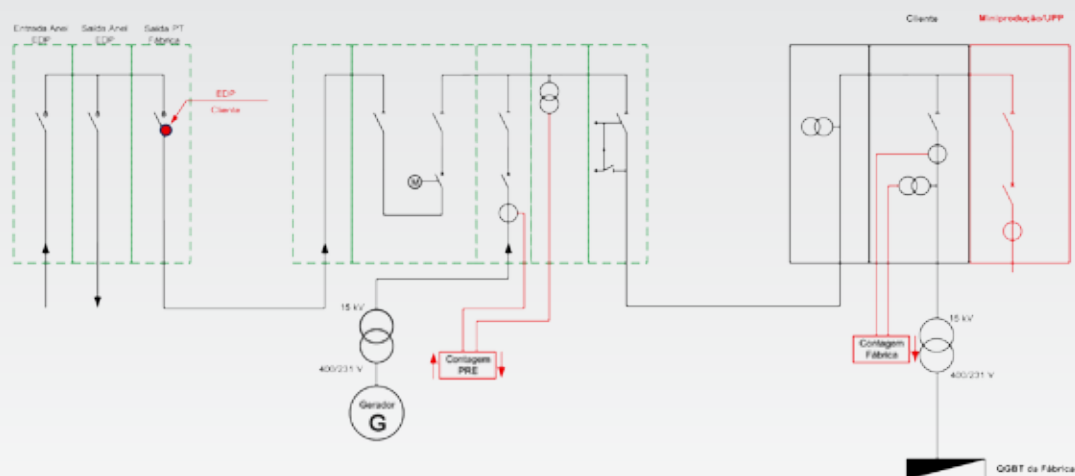 Entrada Anel
EDP
Saída Anel
EDP
Saída PT
Fábrica
EDP
Cliente
M
15 kV
400/231 V
Gerador
G
Contagem
PRE
Cliente
Miniprodução/UPP
Contagem
Fábrica
15 kV
400/231 V
QGBT da Fábrica